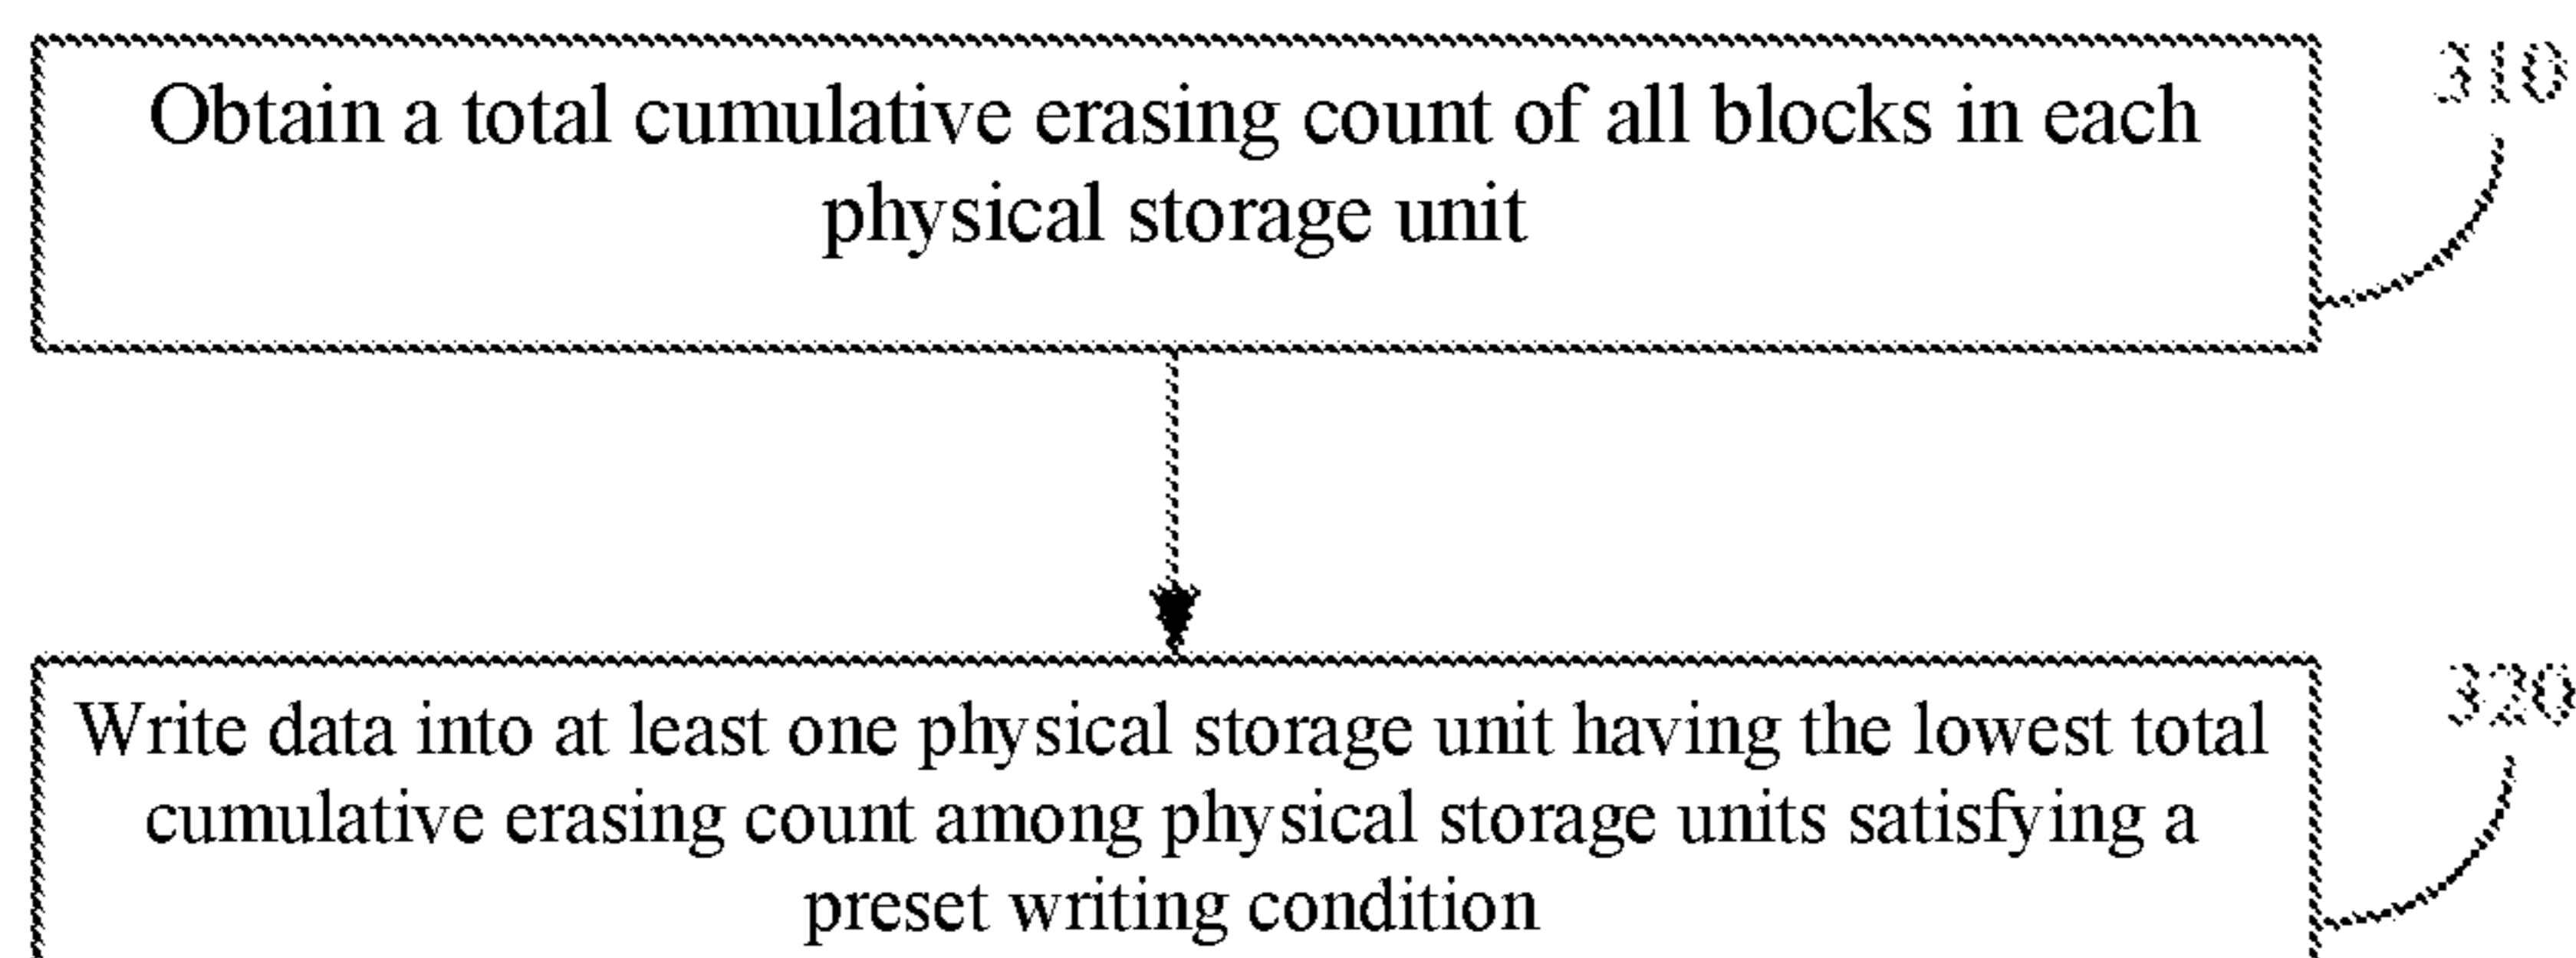 Obtain a total cumulative erasing count of all blocks in each
physical storage unit
310
Write data into at least one physical storage unit having the lowest total
cumulative erasing count among physical storage units satisfying a
preset writing condition
320